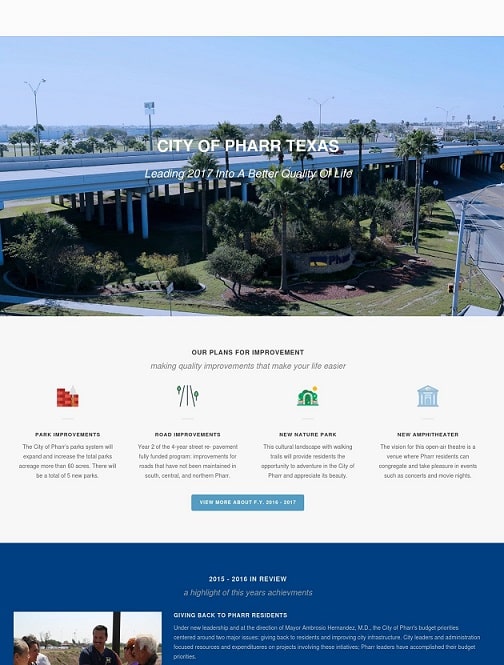 CITY OF PHARR TEXAS
Leading 2017 Into A Better Quality Of Life
Pharr
OUR PLANS FOR IMPROVEMENT
making quality improvements that make your life easier
PARK IMPROVEMENTS
The City of Pharr's parks system will
expand and increase the total parks
acreage more than 60 acres. There will
be a total of 5 new parks.
ROAD IMPROVEMENTS
Year 2 of the 4-year street re- pavement
fully funded program; improvements for
roads that have not been maintained in
south, central, and northern Pharr.
NEW NATURE PARK
This cultural landscape with walking
trails will provide residents the
opportunity to adventure in the City of
Pharr and appreciate its beauty.
NEW AMPHITHEATER
The vision for this open-air theatre is a
venue where Pharr residents can
congregate and take pleasure in events
such as concerts and movie nights.
VIEW MORE ABOUT F.Y. 2016 - 2017
2015 - 2016 IN REVIEW
a highlight of this years achievments
GIVING BACK TO PHARR RESIDENTS
Under new leadership and at the direction of Mayor Ambrosio Hernandez, M.D., the City of Pharr's budget priorities
centered around two major issues: giving back to residents and improving city infrastructure. City leaders and administration
focused resources and expenditures on projects involving those initiatives: Pharr leaders have accomplished their budget
priorities.